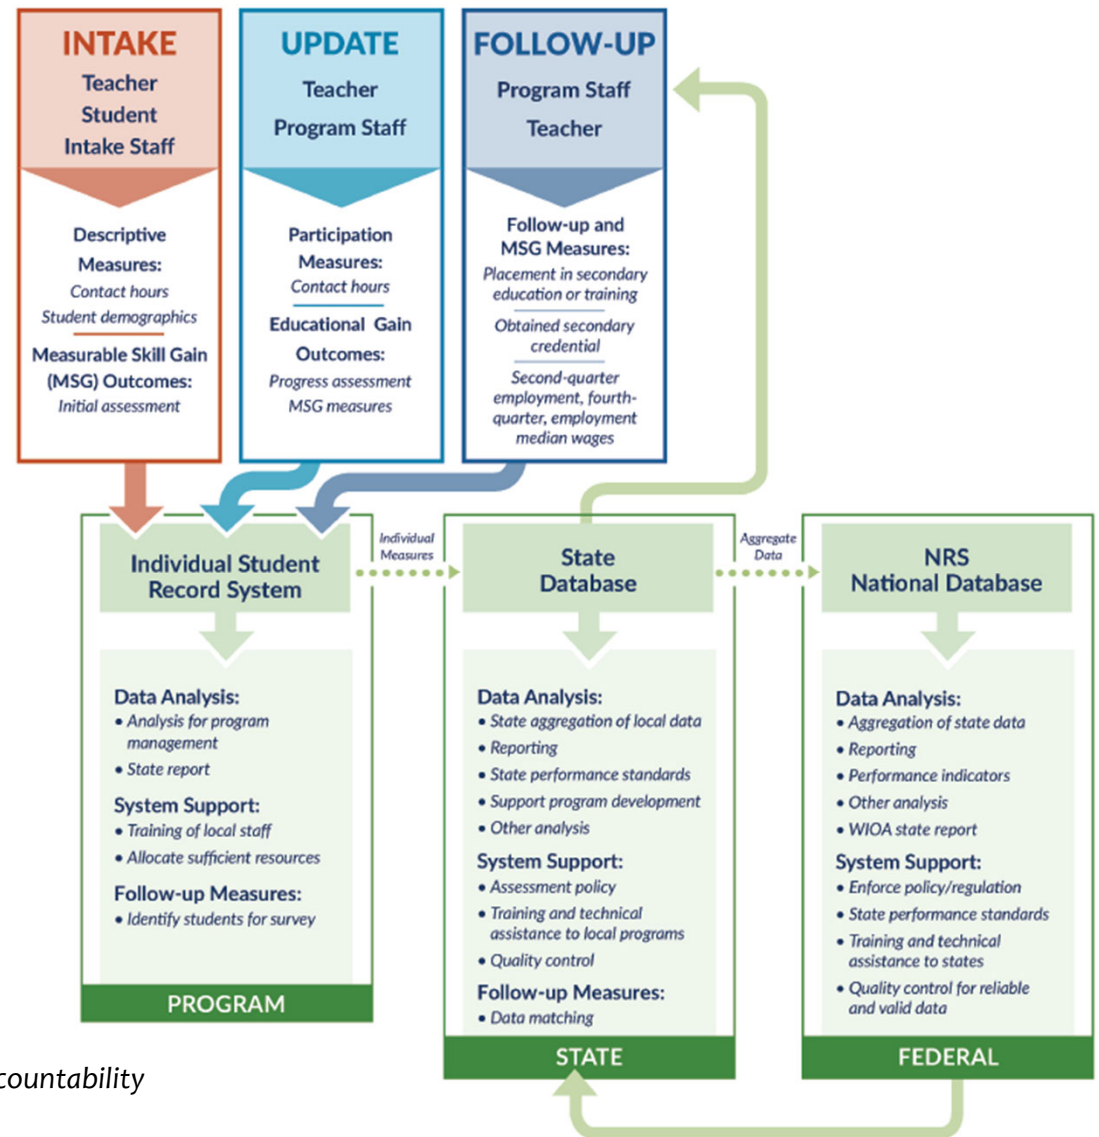 INTAKE
Teacher
Student
Intake Staff
Descriptive
Measures:
Contact hours
Student demographics
Measurable Skill Gain
(MSG) Outcomes:
Initial assessment
UPDATE
Teacher
Program Staff
Participation
Measures:
Contact hours
Educational Gain
Outcomes:
Progress assessment
MSG measures
FOLLOW-UP
Program Staff
Teacher
Follow-up and
MSG Measures:
Placement in secondary
education or training
Obtained secondary
credential
Second-quarter
employment, fourth-
quarter, employment
median wages
Individual Student
Record System
Data Analysis:
• Analysis for program
management
• State report
System Support:
• Training of local staff
• Allocate sufficient resources
Follow-up Measures:
• Identify students for survey
PROGRAM
Individual
Measures
State
Database
Data Analysis:
• State aggregation of local data
• Reporting
• State performance standards
• Support program development
• Other analysis
System Support:
• Assessment policy
• Training and technical
assistance to local programs
• Quality control
Follow-up Measures:
• Data matching
STATE
Aggregate
Data
NRS
National Database
Data Analysis:
• Aggregation of state data
• Reporting
• Performance indicators
• Other analysis
• WIOA state report
System Support:
• Enforce policy/regulation
• State performance standards
• Training and technical
assistance to states
• Quality control for reliable
and valid data
FEDERAL
countability